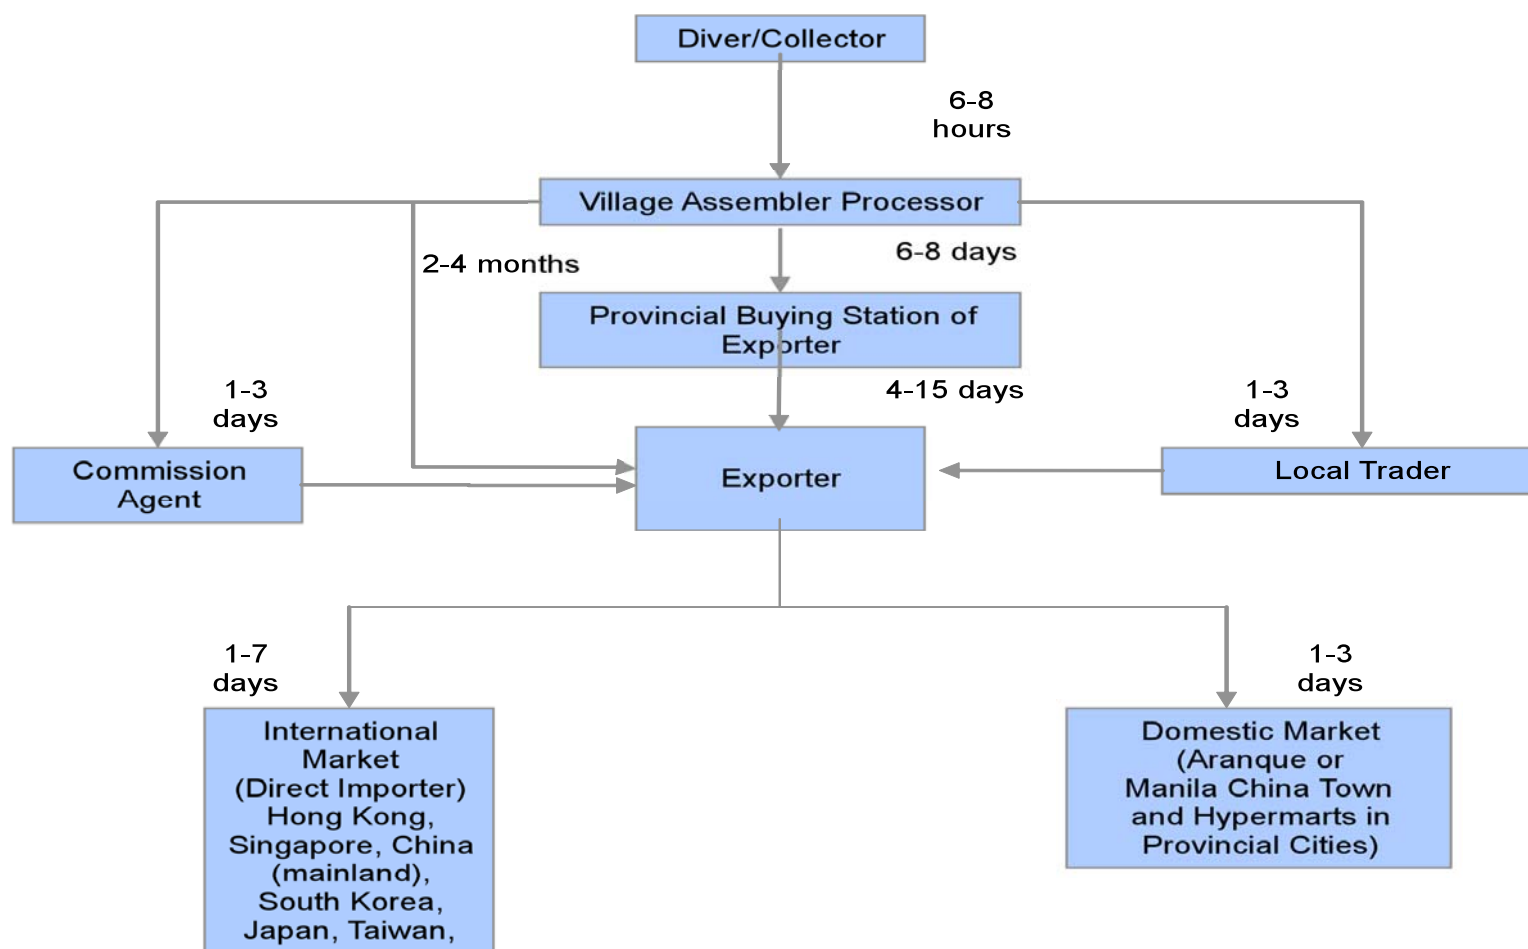 Diver/Collector
6-8
hours
Village Assembler Processor
2-4 months
6-8 days
Provincial Buying Station of
Exporter
1-3
days
4-15 days
1-3
days
Commission
Agent
Exporter
Local Trader
1-7
days
1-3
days
International
Market
(Direct Importer)
Hong Kong,
Singapore, China
(mainland),
South Korea,
Japan, Taiwan,
Domestic Market
(Aranque or
Manila China Town
and Hypermarts in
Provincial Cities)